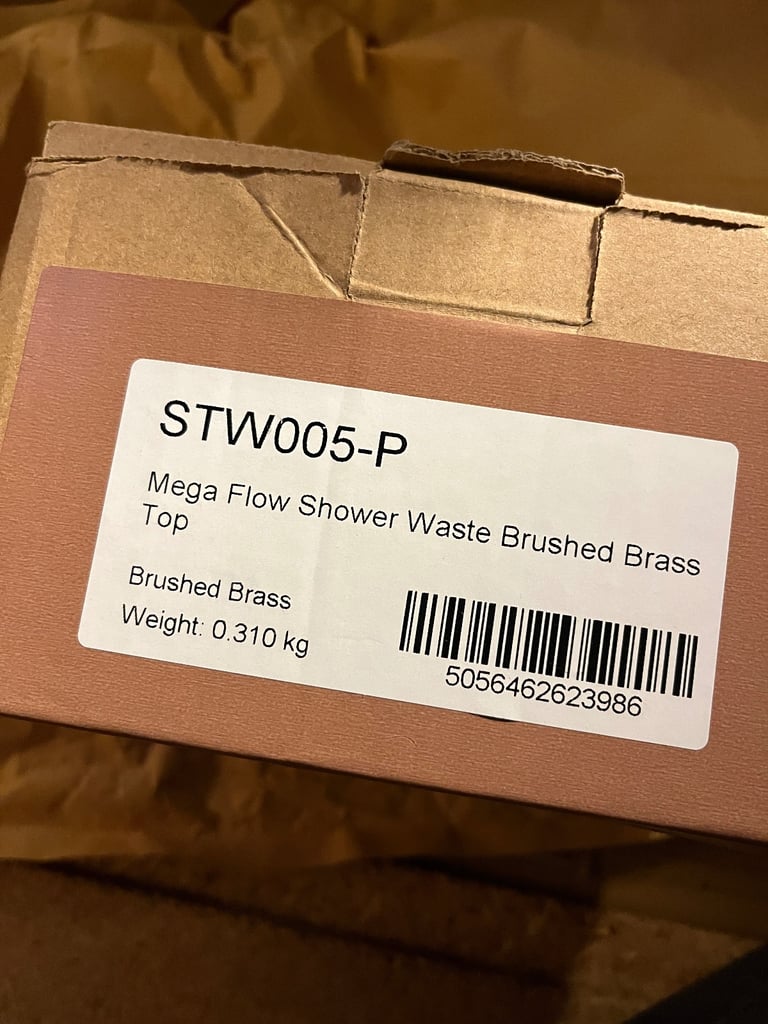 STW005-P
Mega Flow Shower Waste Brushed Brass
Top
Brushed Brass
Weight: 0.310 kg
5056462623986